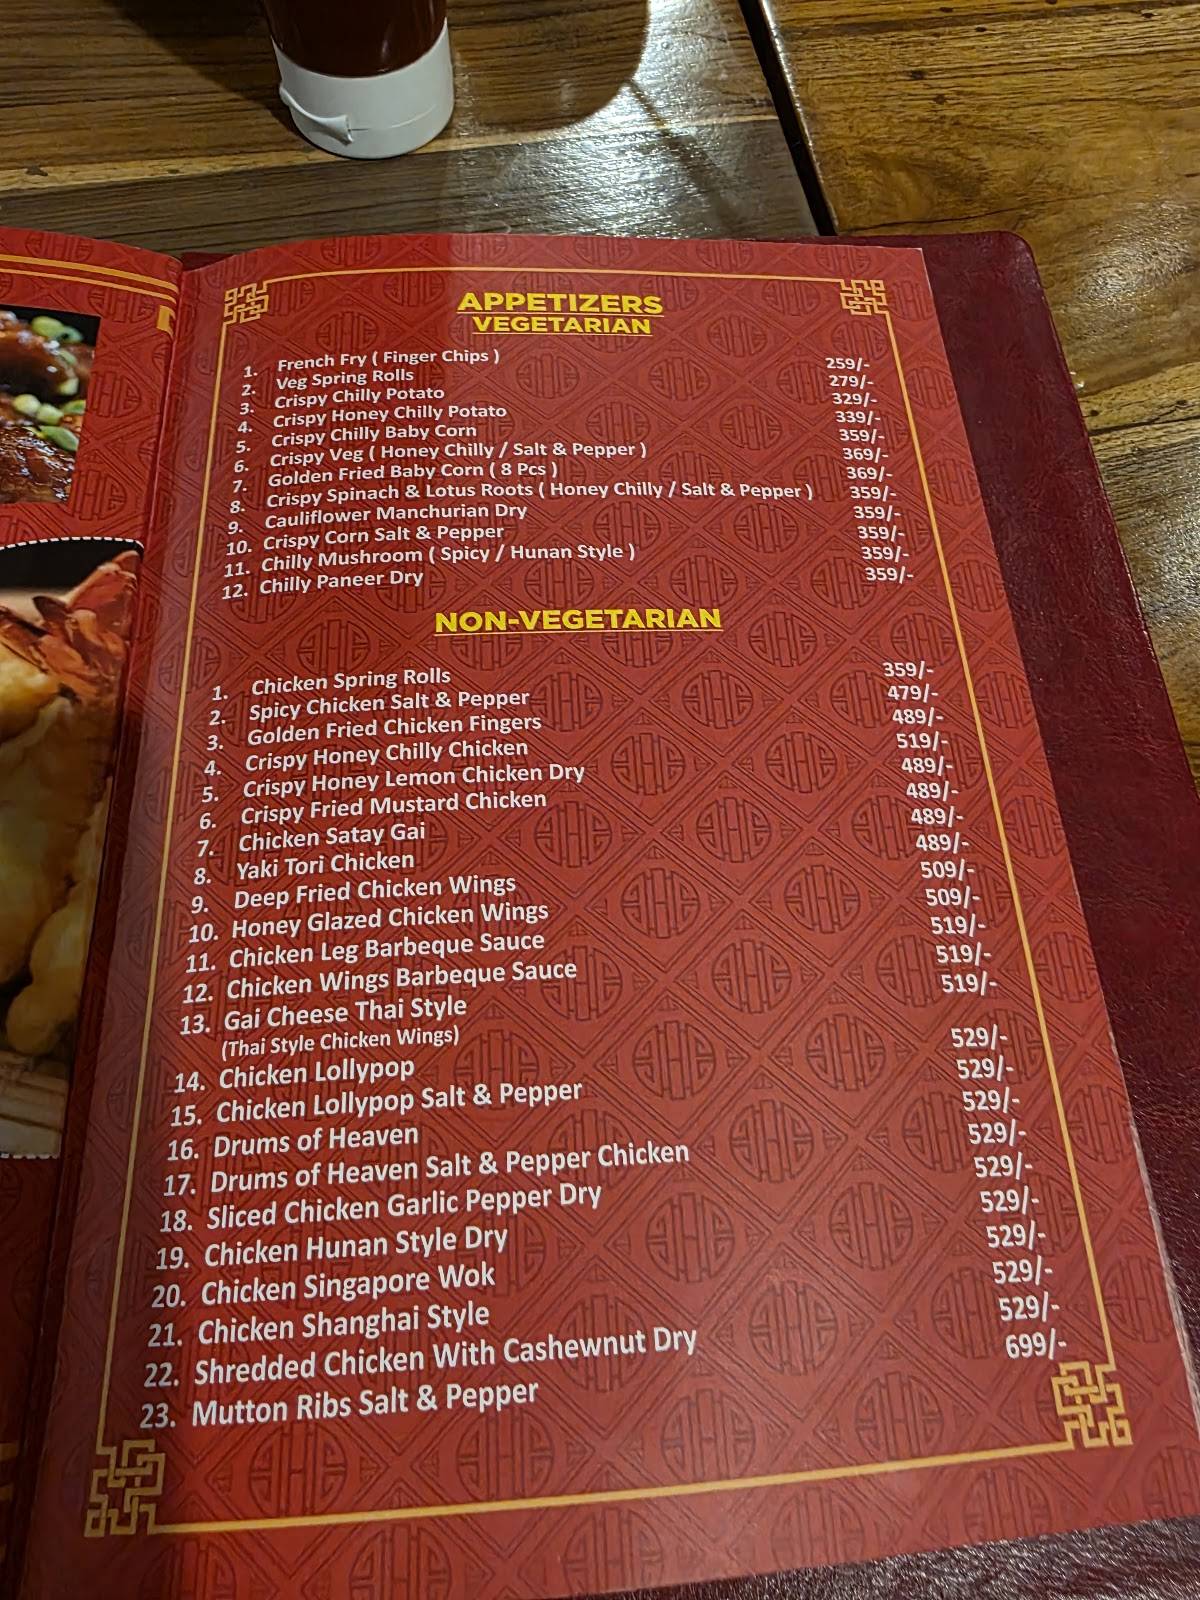 APPETIZERS
VEGETARIAN
1. French Fry ( Finger Chips ) 259/-
2. Veg Spring Rolls 279/-
3. Crispy Chilly Potato 329/-
4. Crispy Honey Chilly Potato 339/-
5. Crispy Chilly Baby Corn 359/-
6. Crispy Veg ( Honey Chilly / Salt & Pepper ) 369/-
7. Golden Fried Baby Corn ( 8 Pcs ) 369/-
8. Crispy Spinach & Lotus Roots ( Honey Chilly / Salt & Pepper ) 359/-
9. Cauliflower Manchurian Dry 359/-
10. Crispy Corn Salt & Pepper 359/-
11. Chilly Mushroom ( Spicy / Hunan Style ) 359/-
12. Chilly Paneer Dry 359/-
NON-VEGETARIAN
1. Chicken Spring Rolls 359/-
2. Spicy Chicken Salt & Pepper 479/-
3. Golden Fried Chicken Fingers 489/-
4. Crispy Honey Chilly Chicken 519/-
5. Crispy Honey Lemon Chicken Dry 489/-
6. Crispy Fried Mustard Chicken 489/-
7. Chicken Satay Gai 489/-
8. Yaki Tori Chicken 489/-
9. Deep Fried Chicken Wings 509/-
10. Honey Glazed Chicken Wings 509/-
11. Chicken Leg Barbeque Sauce 519/-
12. Chicken Wings Barbeque Sauce 519/-
13. Gai Cheese Thai Style 519/-
(Thai Style Chicken Wings)
14. Chicken Lollypop 529/-
15. Chicken Lollypop Salt & Pepper 529/-
16. Drums of Heaven 529/-
17. Drums of Heaven Salt & Pepper Chicken 529/-
18. Sliced Chicken Garlic Pepper Dry 529/-
19. Chicken Hunan Style Dry 529/-
20. Chicken Singapore Wok 529/-
21. Chicken Shanghai Style 529/-
22. Shredded Chicken With Cashewnut Dry 529/-
23. Mutton Ribs Salt & Pepper 699/-